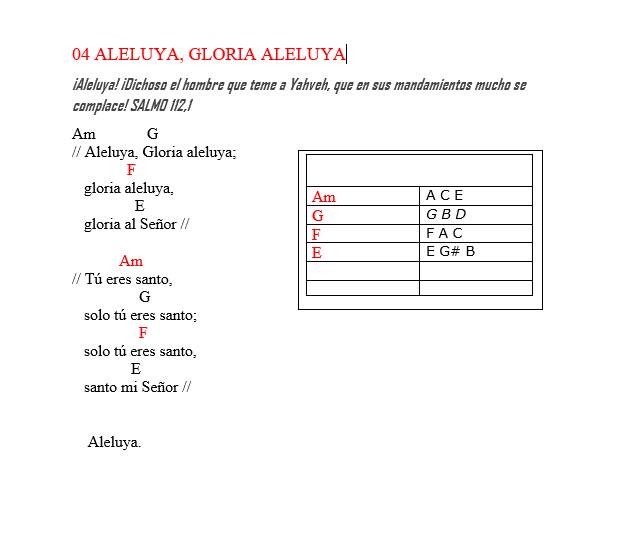 04 ALELUYA, GLORIA ALELUYA
¡Aleluya! ¡Dichoso el hombre que teme a Yahveh, que en sus mandamientos mucho se
complace! SALMO 112,1
Am G
// Aleluya, Gloria aleluya;
F
gloria aleluya,
E
gloria al Señor //
Am
// Tú eres santo,
G
solo tú eres santo;
F
solo tú eres santo,
E
santo mi Señor //
Aleluya.
Am A C E
G G B D
F F A C
E E G# B